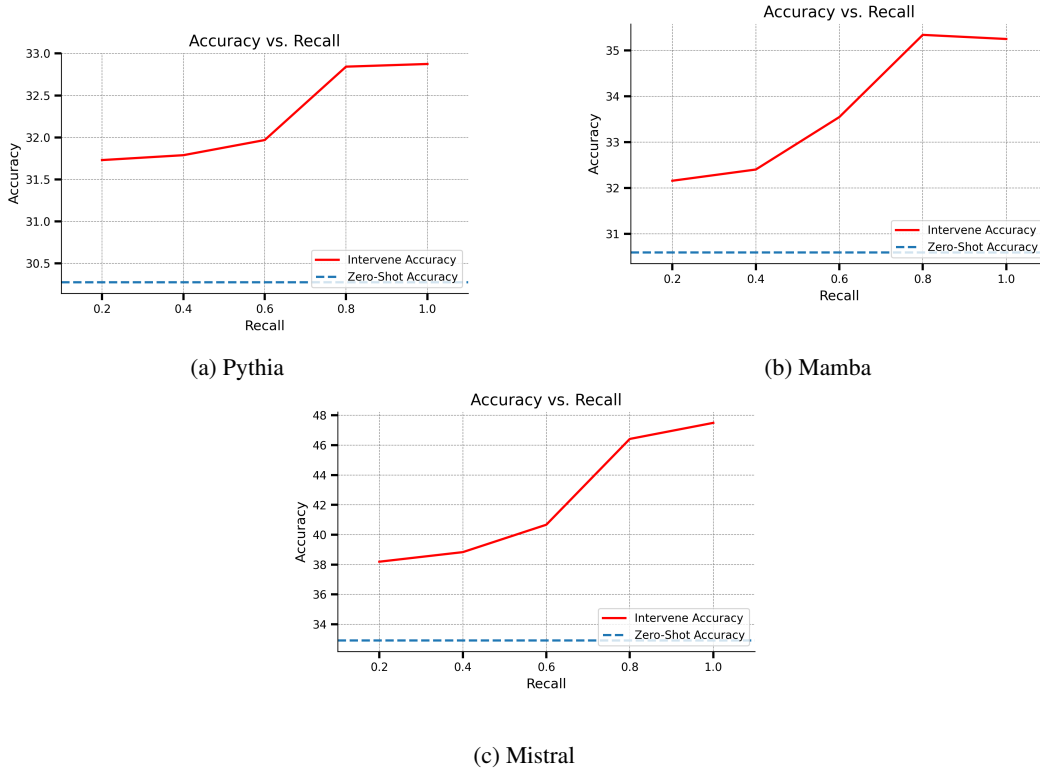 Accuracy vs. Recall
33.0
32.5
32.0
31.5
31.0
30.5
Accuracy
Intervene Accuracy
Zero-Shot Accuracy
0.2 0.4 0.6 0.8 1.0
Recall
(a) Pythia
Accuracy vs. Recall
35
34
33
32
31
Accuracy
Intervene Accuracy
Zero-Shot Accuracy
0.2 0.4 0.6 0.8 1.0
Recall
(b) Mamba
Accuracy vs. Recall
48
46
44
42
40
38
36
34
Accuracy
Intervene Accuracy
Zero-Shot Accuracy
0.2 0.4 0.6 0.8 1.0
Recall
(c) Mistral